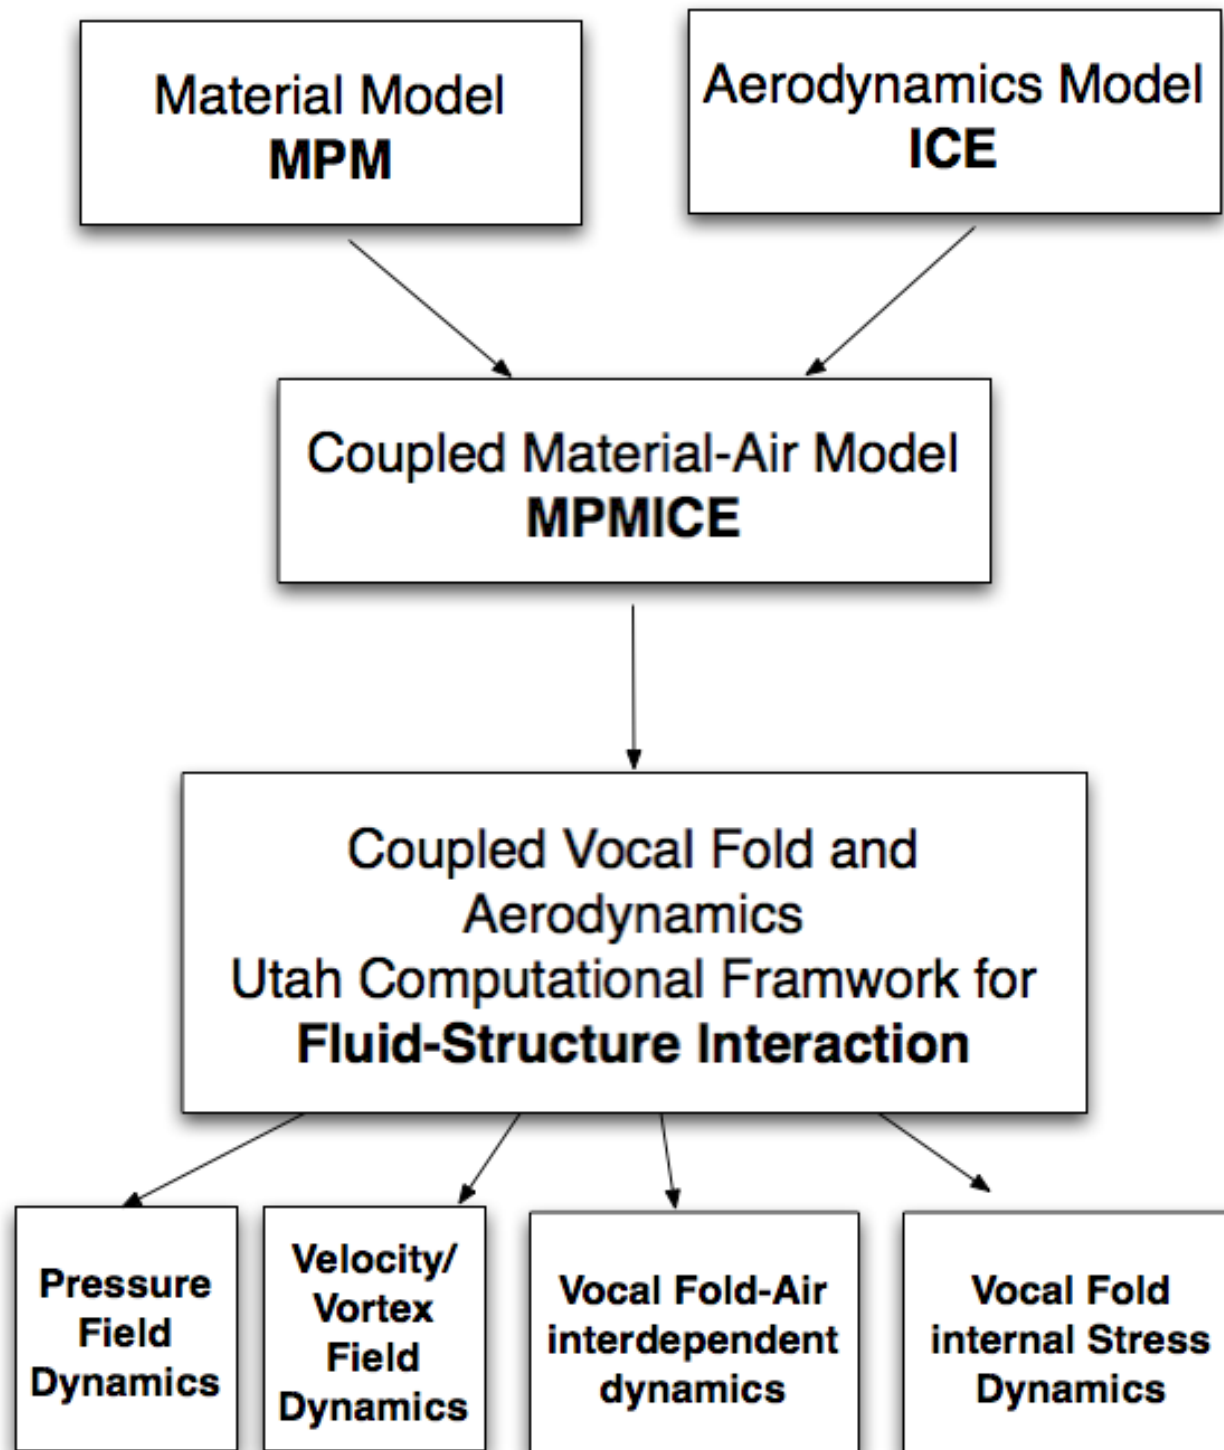 Material Model
MPM
Aerodynamics Model
ICE
Coupled Material-Air Model
MPMICE
Coupled Vocal Fold and
Aerodynamics
Utah Computational Framwork for
Fluid-Structure Interaction
Pressure
Field
Dynamics
Velocity/
Vortex
Field
Dynamics
Vocal Fold-Air
interdependent
dynamics
Vocal Fold
internal Stress
Dynamics